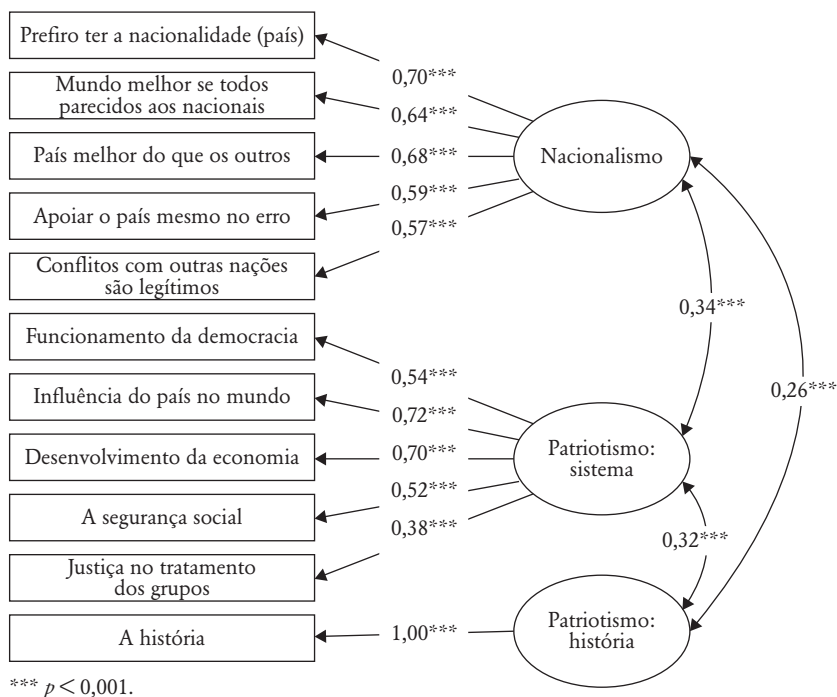 Prefiro ter a nacionalidade (país)
0,70***
Mundo melhor se todos
parecidos aos nacionais
0,64***
País melhor do que os outros
0,68***
Nacionalismo
Apoiar o país mesmo no erro
0,59***
0,57***
Conflitos com outras nações
são legítimos
0,34***
Funcionamento da democracia
0,54***
0,26***
Influência do país no mundo
0,72***
Desenvolvimento da economia
0,70***
Patriotismo:
sistema
0,52***
A segurança social
0,38***
0,32***
Justiça no tratamento
dos grupos
A história
1,00***
Patriotismo:
história
*** p < 0,001.